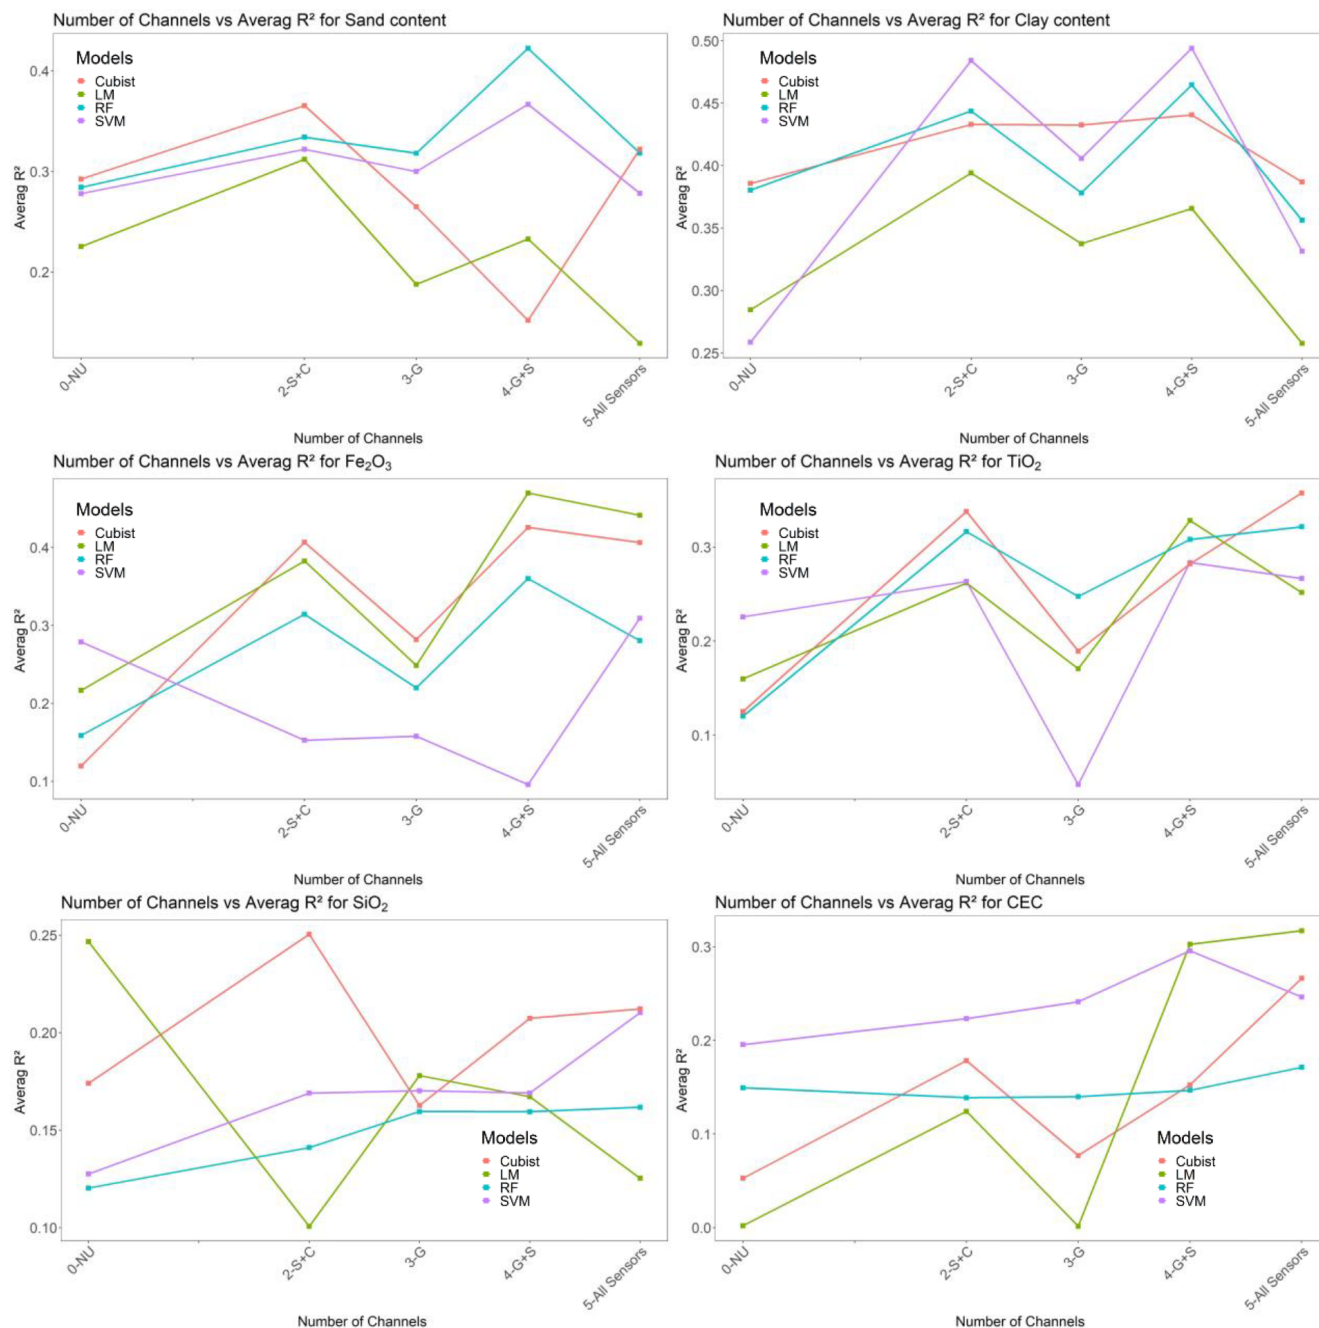 Number of Channels vs Averag R² for Sand content
Models
Cubist
LM
RF
SVM
0.4
0.3
0.2
Averag R²
0-NU
2-S+C
3-G
4-G+S
5-All Sensors
Number of Channels
Number of Channels vs Averag R² for Clay content
Models
Cubist
LM
RF
SVM
0.50
0.45
0.40
0.35
0.30
0.25
Averag R²
0-NU
2-S+C
3-G
4-G+S
5-All Sensors
Number of Channels
Number of Channels vs Averag R² for Fe₂O₃
Models
Cubist
LM
RF
SVM
0.4
0.3
0.2
0.1
Averag R²
0-NU
2-S+C
3-G
4-G+S
5-All Sensors
Number of Channels
Number of Channels vs Averag R² for TiO₂
Models
Cubist
LM
RF
SVM
0.3
0.2
0.1
Averag R²
0-NU
2-S+C
3-G
4-G+S
5-All Sensors
Number of Channels
Number of Channels vs Averag R² for SiO₂
0.25
0.20
0.15
0.10
Averag R²
Models
Cubist
LM
RF
SVM
0-NU
2-S+C
3-G
4-G+S
5-All Sensors
Number of Channels
Number of Channels vs Averag R² for CEC
0.3
0.2
0.1
0.0
Averag R²
Models
Cubist
LM
RF
SVM
0-NU
2-S+C
3-G
4-G+S
5-All Sensors
Number of Channels